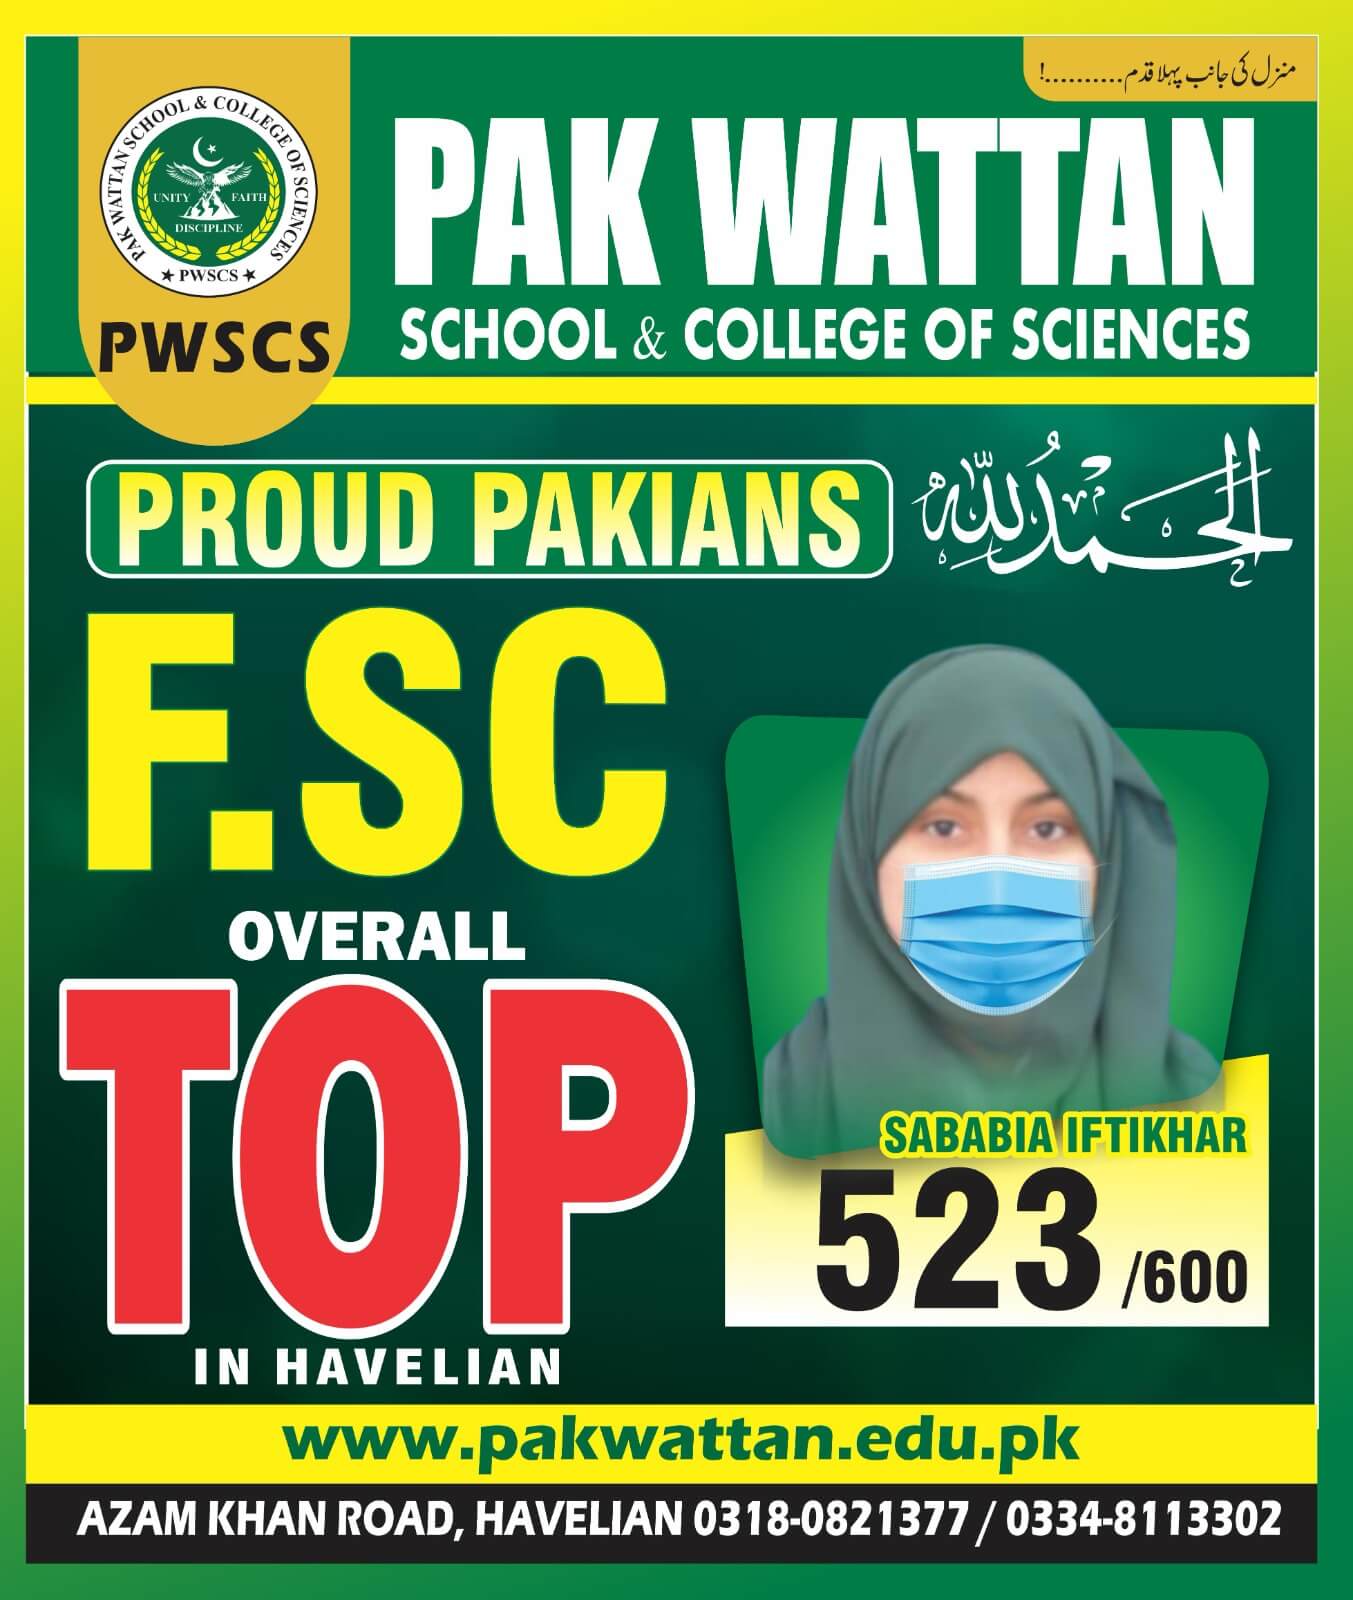 منزل کی جانب پہلا قدم..........!
PAK WATTAN SCHOOL & COLLEGE OF SCIENCES
UNITY FAITH
DISCIPLINE
★ PWSCS ★
PWSCS
PAK WATTAN
SCHOOL & COLLEGE OF SCIENCES
PROUD PAKIANS
الحمدُ للّٰہ
F.SC
OVERALL
TOP
IN HAVELIAN
SABABIA IFTIKHAR
523 /600
www.pakwattan.edu.pk
AZAM KHAN ROAD, HAVELIAN 0318-0821377 / 0334-8113302